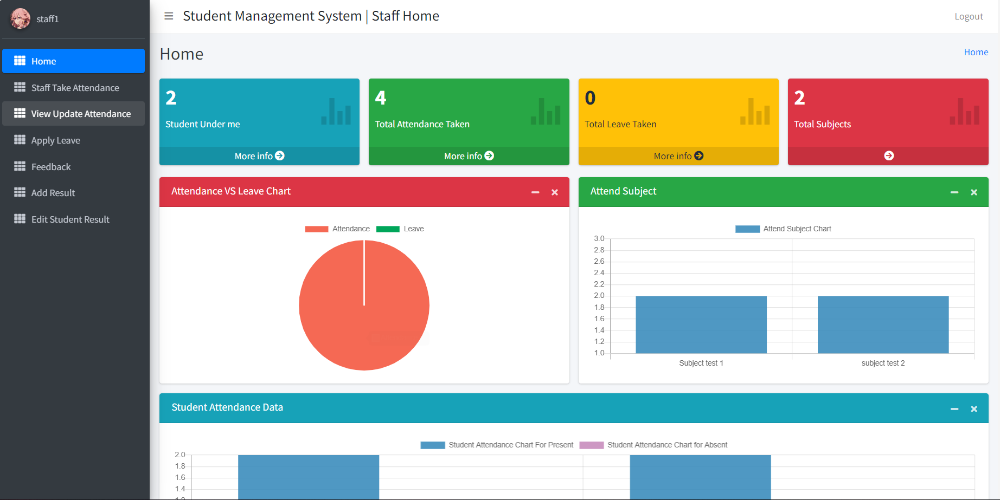 staff1
Home
Staff Take Attendance
View Update Attendance
Apply Leave
Feedback
Add Result
Edit Student Result
Student Management System | Staff Home
Logout
Home
Home
2
Student Under me
More info
4
Total Attendance Taken
More info
0
Total Leave Taken
More info
2
Total Subjects
Attendance VS Leave Chart
Attendance Leave
Attend Subject
Attend Subject Chart
3.0
2.8
2.6
2.4
2.2
2.0
1.8
1.6
1.4
1.2
1.0
Subject test 1 subject test 2
Student Attendance Data
Student Attendance Chart For Present Student Attendance Chart for Absent
2.0
1.8
1.6
1.4
1.2